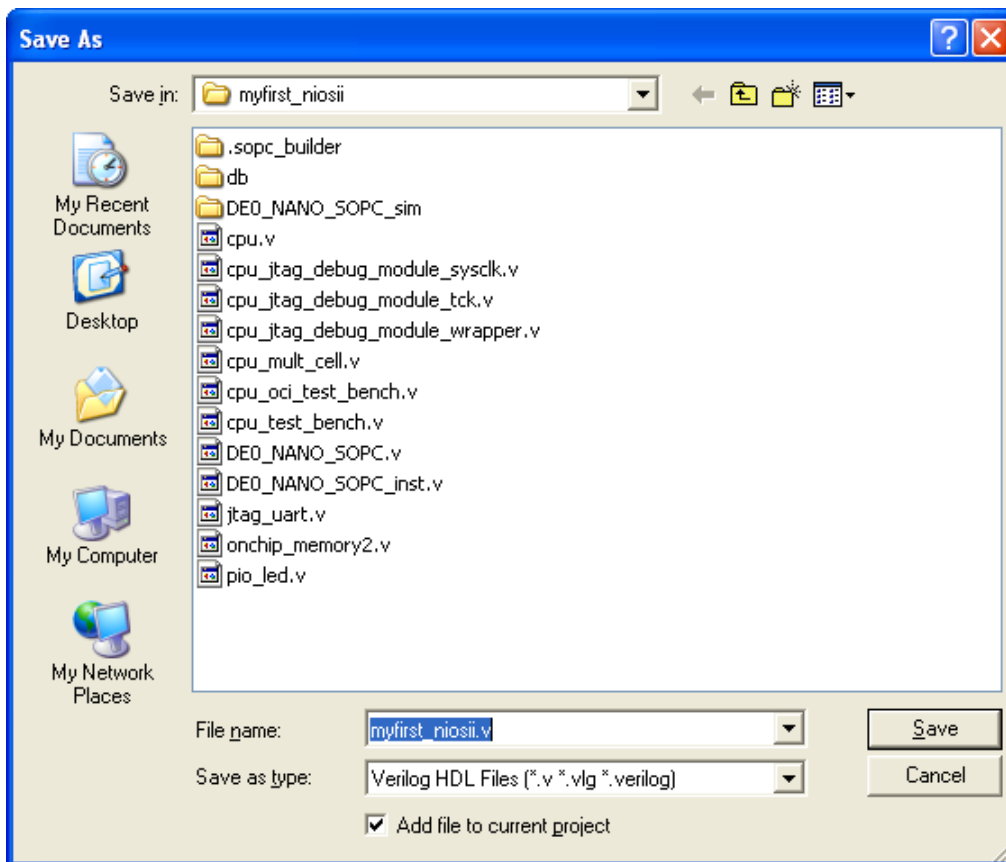 Save As
Save in: myfirst_niosii
My Recent
Documents
Desktop
My Documents
My Computer
My Network
Places
.sopc_builder
db
DE0_NANO_SOPC_sim
cpu.v
cpu_jtag_debug_module_sysclk.v
cpu_jtag_debug_module_tck.v
cpu_jtag_debug_module_wrapper.v
cpu_mult_cell.v
cpu_oci_test_bench.v
cpu_test_bench.v
DE0_NANO_SOPC.v
DE0_NANO_SOPC_inst.v
jtag_uart.v
onchip_memory2.v
pio_led.v
File name: myfirst_niosii.v Save
Save as type: Verilog HDL Files (*.v *.vlg *.verilog) Cancel
Add file to current project